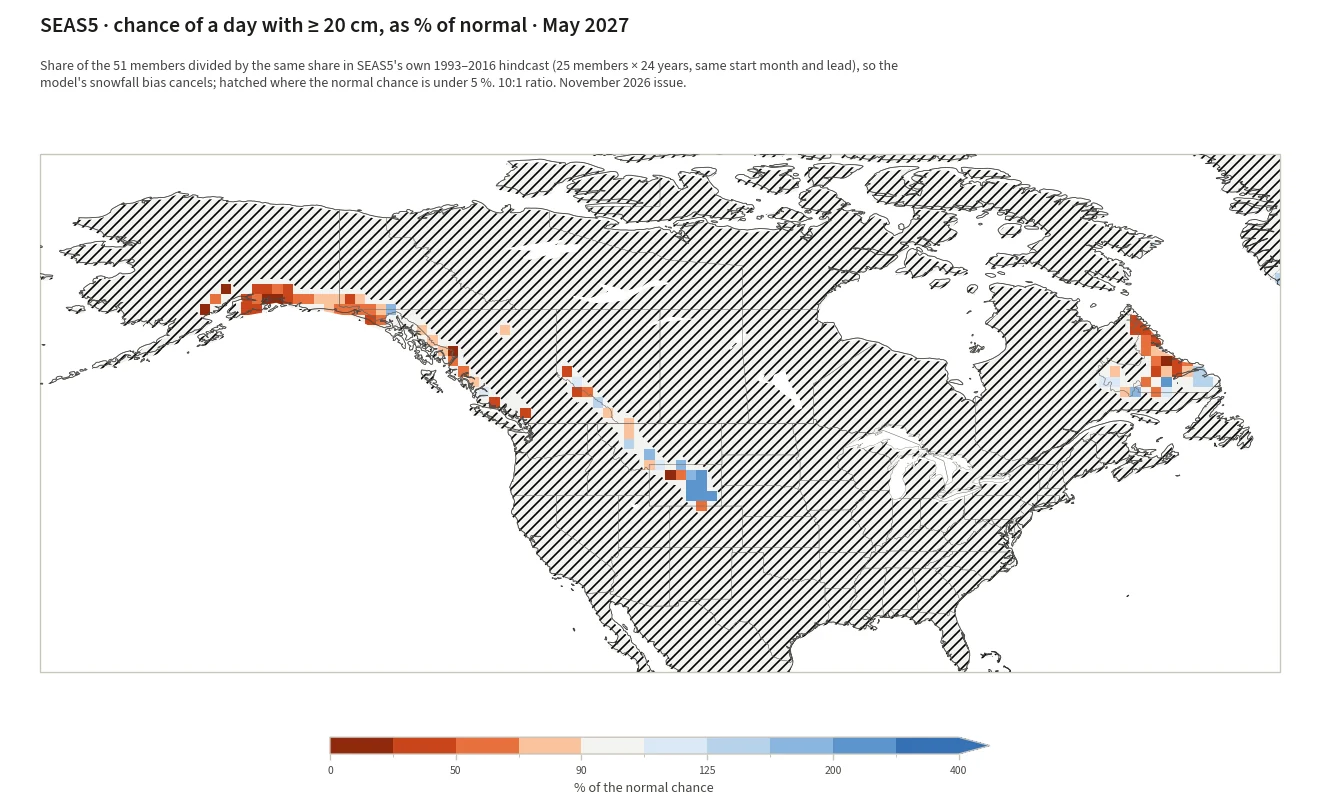 SEAS5 · chance of a day with ≥ 20 cm, as % of normal · May 2027
Share of the 51 members divided by the same share in SEAS5's own 1993–2016 hindcast (25 members × 24 years, same start month and lead), so the
model's snowfall bias cancels; hatched where the normal chance is under 5 %. 10:1 ratio. November 2026 issue.
0 50 90 125 200 400
% of the normal chance